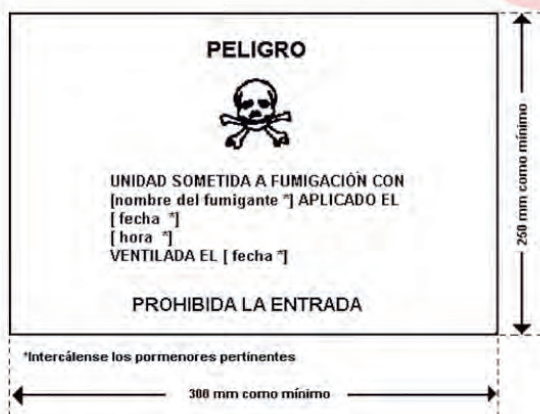 PELIGRO
UNIDAD SOMETIDA A FUMIGACIÓN CON
[nombre del fumigante *] APLICADO EL
[ fecha *]
[ hora *]
VENTILADA EL [ fecha *]
PROHIBIDA LA ENTRADA
250 mm como mínimo
*Intercálense los pormenores pertinentes
300 mm como mínimo